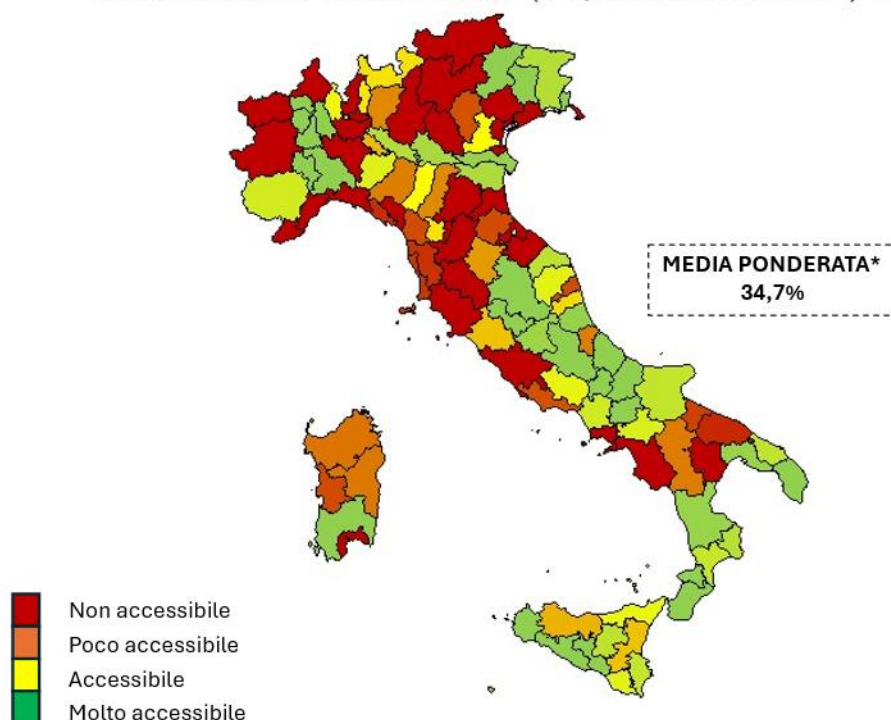 MEDIA PONDERATA*
34,7%
Non accessibile
Poco accessibile
Accessibile
Molto accessibile